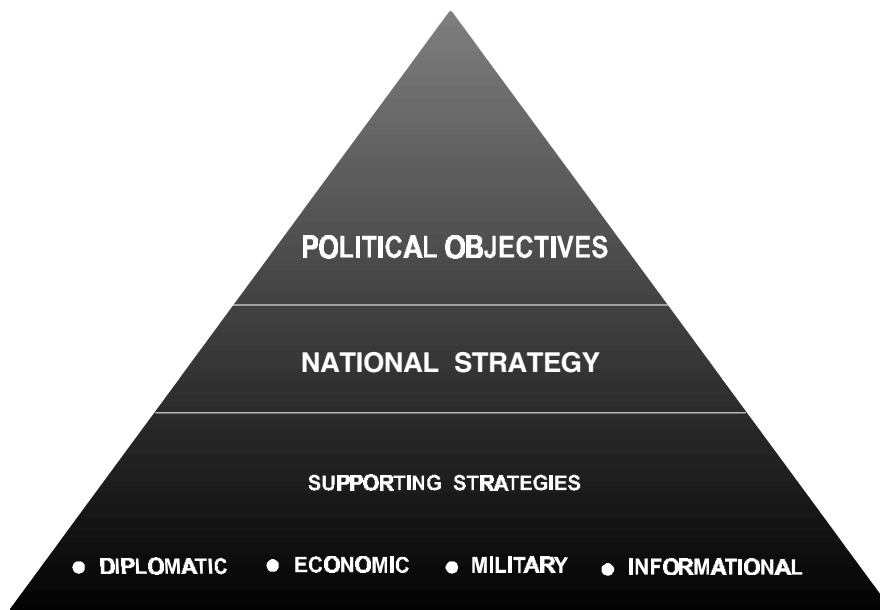 POLITICAL OBJECTIVES
NATIONAL STRATEGY
SUPPORTING STRATEGIES
• DIPLOMATIC • ECONOMIC • MILITARY • INFORMATIONAL